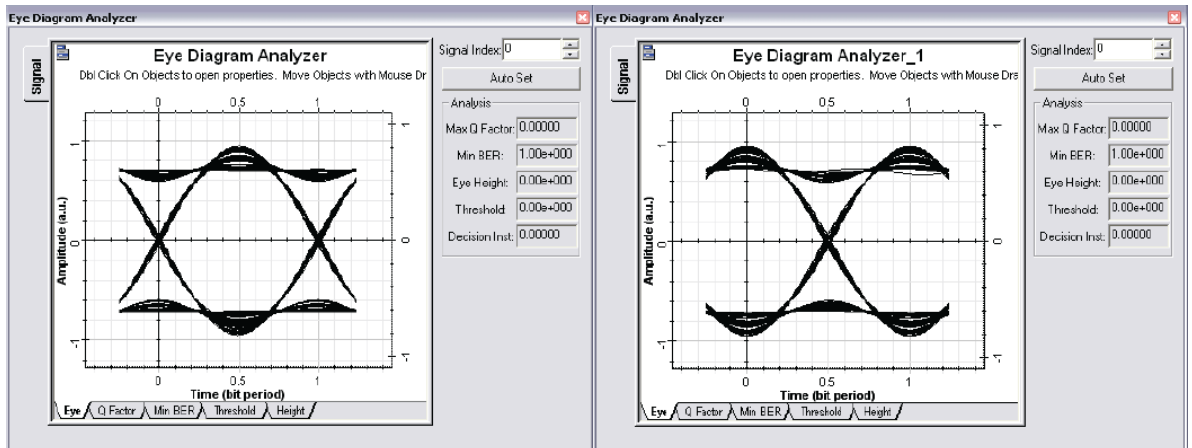 Eye Diagram Analyzer
Signal
Eye Diagram Analyzer
Dbl Click On Objects to open properties. Move Objects with Mouse Dr
0 0.5 1
Amplitude (a.u.)
1
0
-1
1
0
-1
0 0.5 1
Time (bit period)
Eye Q Factor Min BER Threshold Height
Signal Index: 0
Auto Set
Analysis
Max Q Factor: 0.00000
Min BER: 1.00e+000
Eye Height: 0.00e+000
Threshold: 0.00e+000
Decision Inst: 0.00000
Eye Diagram Analyzer
Signal
Eye Diagram Analyzer_1
Dbl Click On Objects to open properties. Move Objects with Mouse Dra
0 0.5 1
Amplitude (a.u.)
1
0
-1
1
0
-1
0 0.5 1
Time (bit period)
Eye Q Factor Min BER Threshold Height
Signal Index: 0
Auto Set
Analysis
Max Q Factor: 0.00000
Min BER: 1.00e+000
Eye Height: 0.00e+000
Threshold: 0.00e+000
Decision Inst: 0.00000